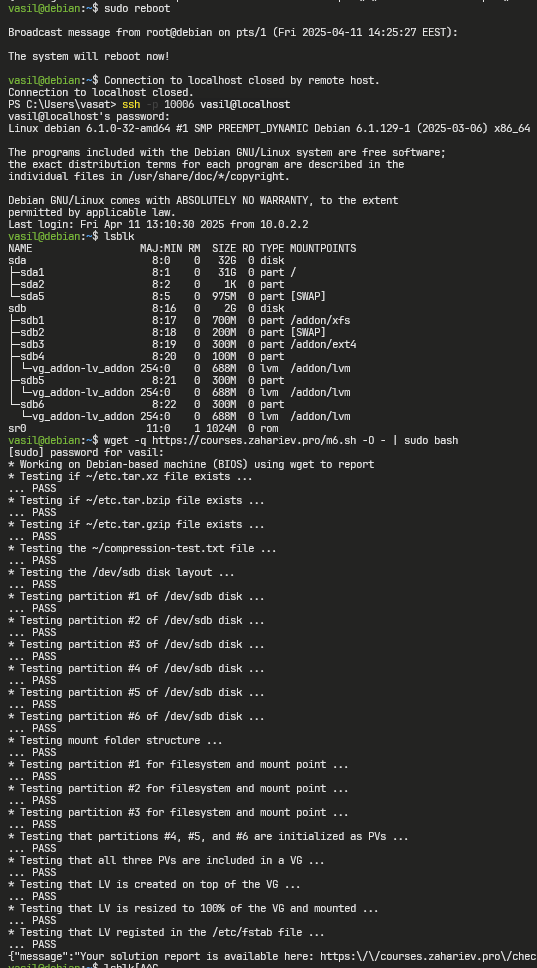 vasil@debian:~$ sudo reboot
Broadcast message from root@debian on pts/1 (Fri 2025-04-11 14:25:27 EEST):
The system will reboot now!
vasil@debian:~$ Connection to localhost closed by remote host.
Connection to localhost closed.
PS C:\Users\vasat> ssh -p 10006 vasil@localhost
vasil@localhost's password:
Linux debian 6.1.0-32-amd64 #1 SMP PREEMPT_DYNAMIC Debian 6.1.129-1 (2025-03-06) x86_64
The programs included with the Debian GNU/Linux system are free software;
the exact distribution terms for each program are described in the
individual files in /usr/share/doc/*/copyright.
Debian GNU/Linux comes with ABSOLUTELY NO WARRANTY, to the extent
permitted by applicable law.
Last login: Fri Apr 11 13:10:30 2025 from 10.0.2.2
vasil@debian:~$ lsblk
NAME                  MAJ:MIN RM  SIZE RO TYPE MOUNTPOINTS
sda                     8:0    0   32G  0 disk
├─sda1                  8:1    0   31G  0 part /
├─sda2                  8:2    0    1K  0 part
└─sda5                  8:5    0  975M  0 part [SWAP]
sdb                     8:16   0    2G  0 disk
├─sdb1                  8:17   0  700M  0 part /addon/xfs
├─sdb2                  8:18   0  200M  0 part [SWAP]
├─sdb3                  8:19   0  300M  0 part /addon/ext4
├─sdb4                  8:20   0  100M  0 part
│ └─vg_addon-lv_addon 254:0    0  688M  0 lvm  /addon/lvm
├─sdb5                  8:21   0  300M  0 part
│ └─vg_addon-lv_addon 254:0    0  688M  0 lvm  /addon/lvm
└─sdb6                  8:22   0  300M  0 part
  └─vg_addon-lv_addon 254:0    0  688M  0 lvm  /addon/lvm
sr0                    11:0    1 1024M  0 rom
vasil@debian:~$ wget -q https://courses.zahariev.pro/m6.sh -O - | sudo bash
[sudo] password for vasil:
* Working on Debian-based machine (BIOS) using wget to report
* Testing if ~/etc.tar.xz file exists ...
... PASS
* Testing if ~/etc.tar.bzip file exists ...
... PASS
* Testing if ~/etc.tar.gzip file exists ...
... PASS
* Testing the ~/compression-test.txt file ...
... PASS
* Testing the /dev/sdb disk layout ...
... PASS
* Testing partition #1 of /dev/sdb disk ...
... PASS
* Testing partition #2 of /dev/sdb disk ...
... PASS
* Testing partition #3 of /dev/sdb disk ...
... PASS
* Testing partition #4 of /dev/sdb disk ...
... PASS
* Testing partition #5 of /dev/sdb disk ...
... PASS
* Testing partition #6 of /dev/sdb disk ...
... PASS
* Testing mount folder structure ...
... PASS
* Testing partition #1 for filesystem and mount point ...
... PASS
* Testing partition #2 for filesystem and mount point ...
... PASS
* Testing partition #3 for filesystem and mount point ...
... PASS
* Testing that partitions #4, #5, and #6 are initialized as PVs ...
... PASS
* Testing that all three PVs are included in a VG ...
... PASS
* Testing that LV is created on top of the VG ...
... PASS
* Testing that LV is resized to 100% of the VG and mounted ...
... PASS
* Testing that LV registed in the /etc/fstab file ...
... PASS
{"message":"Your solution report is available here: https:\/\/courses.zahariev.pro\/chec
vasil@debian:~$